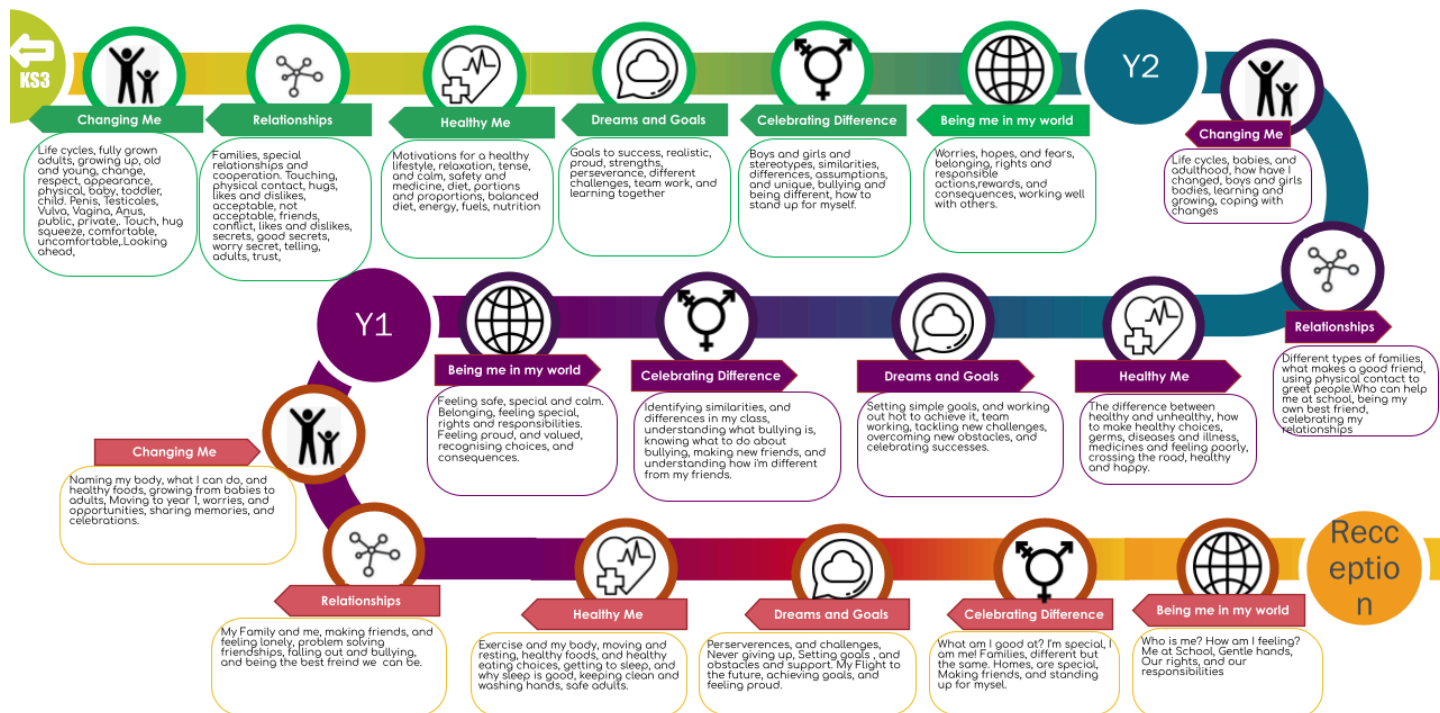 KS3
Changing Me
Life cycles, fully grown
adults, growing up, old
and young, change,
respect, appearance,
physical, baby, toddler,
child. Penis, Testicales,
Vulva, Vagina, Anus,
public, private,. Touch, hug
squeeze, comfortable,
uncomfortable,.Looking
ahead,
Relationships
Families, special
relationships and
cooperation. Touching,
physical contact, hugs,
likes and dislikes,
acceptable, not
acceptable, friends,
conflict, likes and dislikes,
secrets, good secrets,
worry secret, telling,
adults, trust,
Healthy Me
Motivations for a healthy
lifestyle, relaxation, tense,
and calm, safety and
medicine, diet, portions
and proportions, balanced
diet, energy, fuels, nutrition
Dreams and Goals
Goals to success, realistic,
proud, strengths,
perseverance, different
challenges, team work, and
learning together
Celebrating Difference
Boys and girls and
stereotypes, similarities,
differences, assumptions,
and unique, bullying and
being different, how to
stand up for myself.
Being me in my world
Worries, hopes, and fears,
belonging, rights and
responsible
actions,rewards, and
consequences, working well
with others.
Y2
Changing Me
Life cycles, babies, and
adulthood, how have I
changed, boys and girls
bodies, learning and
growing, coping with
changes
Relationships
Different types of families,
what makes a good friend,
using physical contact to
greet people.Who can help
me at school, being my
own best friend,
celebrating my
relationships
Y1
Being me in my world
Feeling safe, special and calm.
Belonging, feeling special,
rights and responsibilities.
Feeling proud, and valued,
recognising choices, and
consequences.
Celebrating Difference
Identifying similarities, and
differences in my class,
understanding what bullying is,
knowing what to do about
bullying, making new friends, and
understanding how i'm different
from my friends.
Dreams and Goals
Setting simple goals, and working
out hot to achieve it, team
working, tackling new challenges,
overcoming new obstacles, and
celebrating successes.
Healthy Me
The difference between
healthy and unhealthy, how
to make healthy choices,
germs, diseases and illness,
medicines and feeling poorly,
crossing the road, healthy
and happy.
Changing Me
Naming my body, what I can do, and
healthy foods, growing from babies to
adults, Moving to year 1, worries, and
opportunities, sharing memories, and
celebrations.
Relationships
My Family and me, making friends, and
feeling lonely, problem solving
friendships, falling out and bullying,
and being the best freind we can be.
Healthy Me
Exercise and my body, moving and
resting, healthy foods, and healthy
eating choices, getting to sleep, and
why sleep is good, keeping clean and
washing hands, safe adults.
Dreams and Goals
Perserverences, and challenges,
Never giving up, Setting goals , and
obstacles and support. My Flight to
the future, achieving goals, and
feeling proud.
Celebrating Difference
What am I good at? I'm special, I
am me! Families, different but
the same. Homes, are special,
Making friends, and standing
up for mysel.
Being me in my world
Who is me? How am I feeling?
Me at School, Gentle hands,
Our rights, and our
responsibilities
Recc
eptio
n